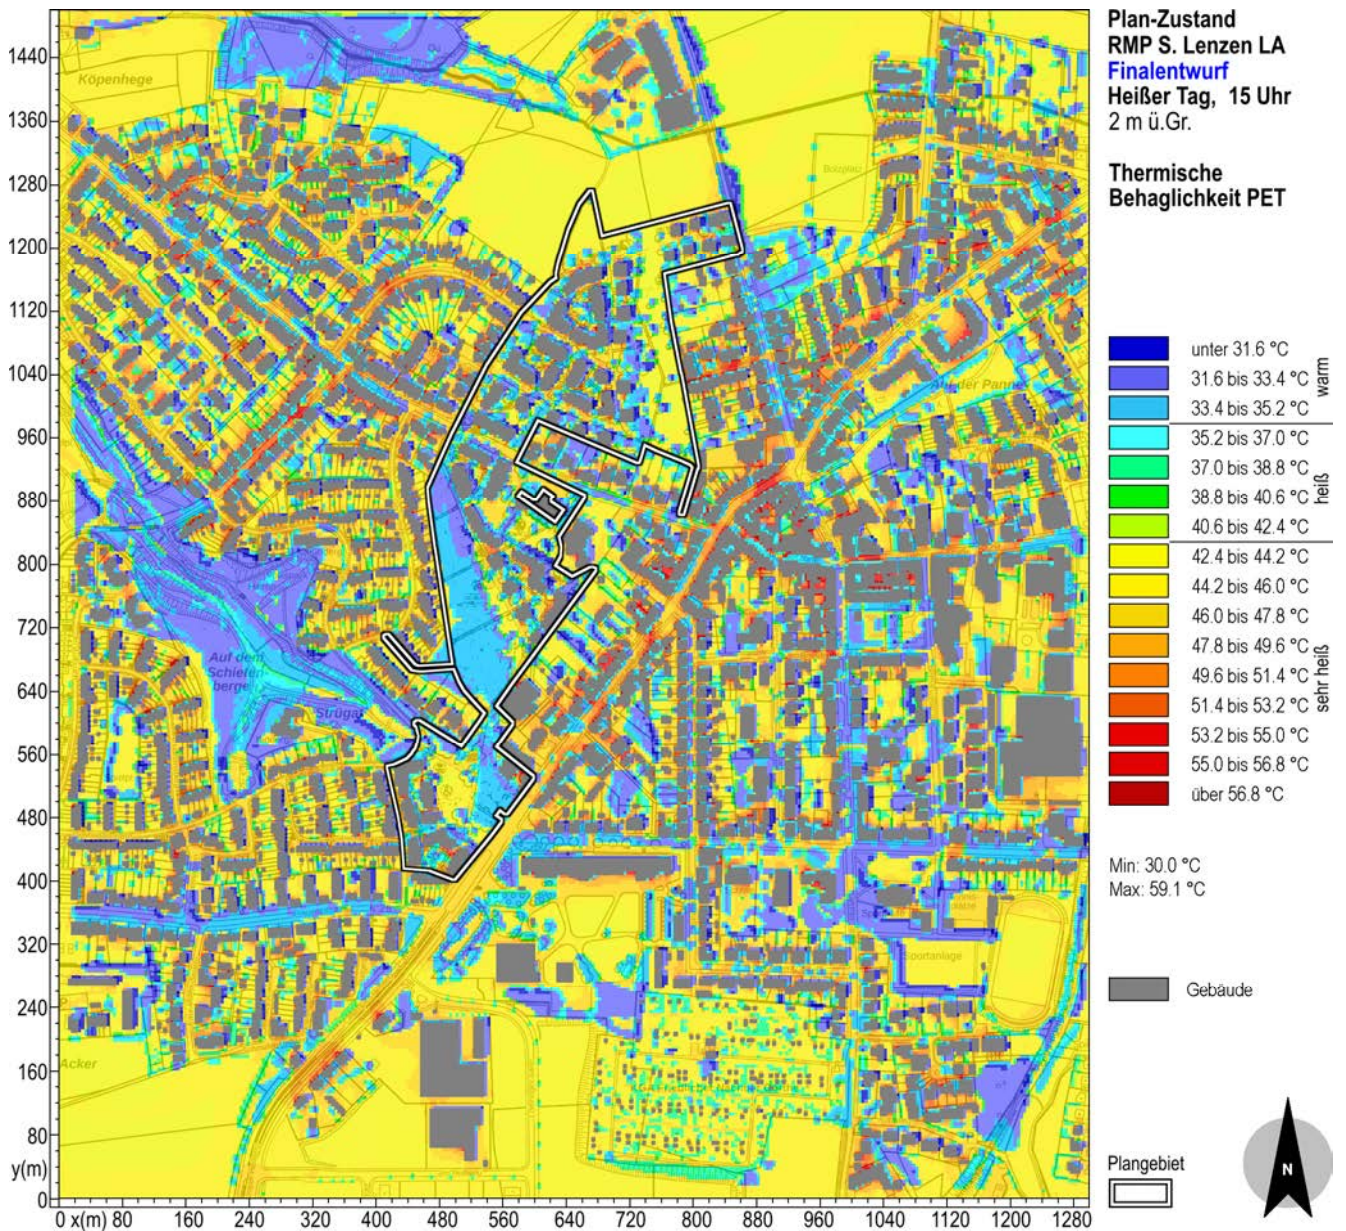 Plan-Zustand
RMP S. Lenzen LA
Finalentwurf
Heißer Tag, 15 Uhr
2 m ü.Gr.
Thermische
Behaglichkeit PET
unter 31.6 °C
31.6 bis 33.4 °C
33.4 bis 35.2 °C
warm
35.2 bis 37.0 °C
37.0 bis 38.8 °C
38.8 bis 40.6 °C
40.6 bis 42.4 °C
heiß
42.4 bis 44.2 °C
44.2 bis 46.0 °C
46.0 bis 47.8 °C
47.8 bis 49.6 °C
49.6 bis 51.4 °C
51.4 bis 53.2 °C
53.2 bis 55.0 °C
55.0 bis 56.8 °C
über 56.8 °C
sehr heiß
Min: 30.0 °C
Max: 59.1 °C
Gebäude
Plangebiet
N
1440
1360
1280
1200
1120
1040
960
880
800
720
640
560
480
400
320
240
160
80
y(m)
0
0 x(m) 80 160 240 320 400 480 560 640 720 800 880 960 1040 1120 1200 1280
Köpenhege
Bolzplatz
Auf der Panne
Auf dem
Schiefen
berge
Strügan
Sportanlage
Acker